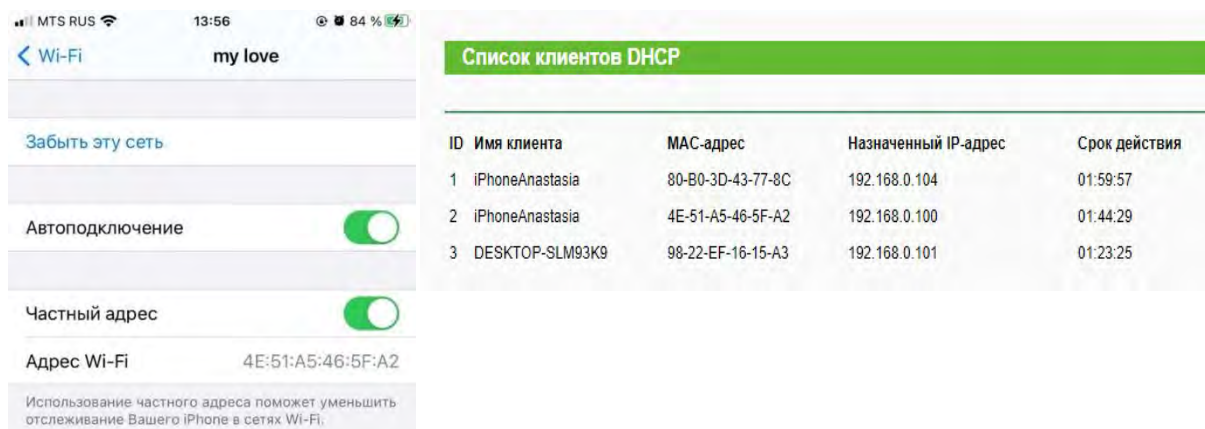 MTS RUS 13:56 84 %
Wi-Fi my love
Забыть эту сеть
Автоподключение
Частный адрес
Адрес Wi-Fi 4E:51:A5:46:5F:A2
Использование частного адреса поможет уменьшить
отслеживание Вашего iPhone в сетях Wi-Fi.
Список клиентов DHCP
ID Имя клиента MAC-адрес Назначенный IP-адрес Срок действия
1 iPhoneAnastasia 80-B0-3D-43-77-8C 192.168.0.104 01:59:57
2 iPhoneAnastasia 4E-51-A5-46-5F-A2 192.168.0.100 01:44:29
3 DESKTOP-SLM93K9 98-22-EF-16-15-A3 192.168.0.101 01:23:25